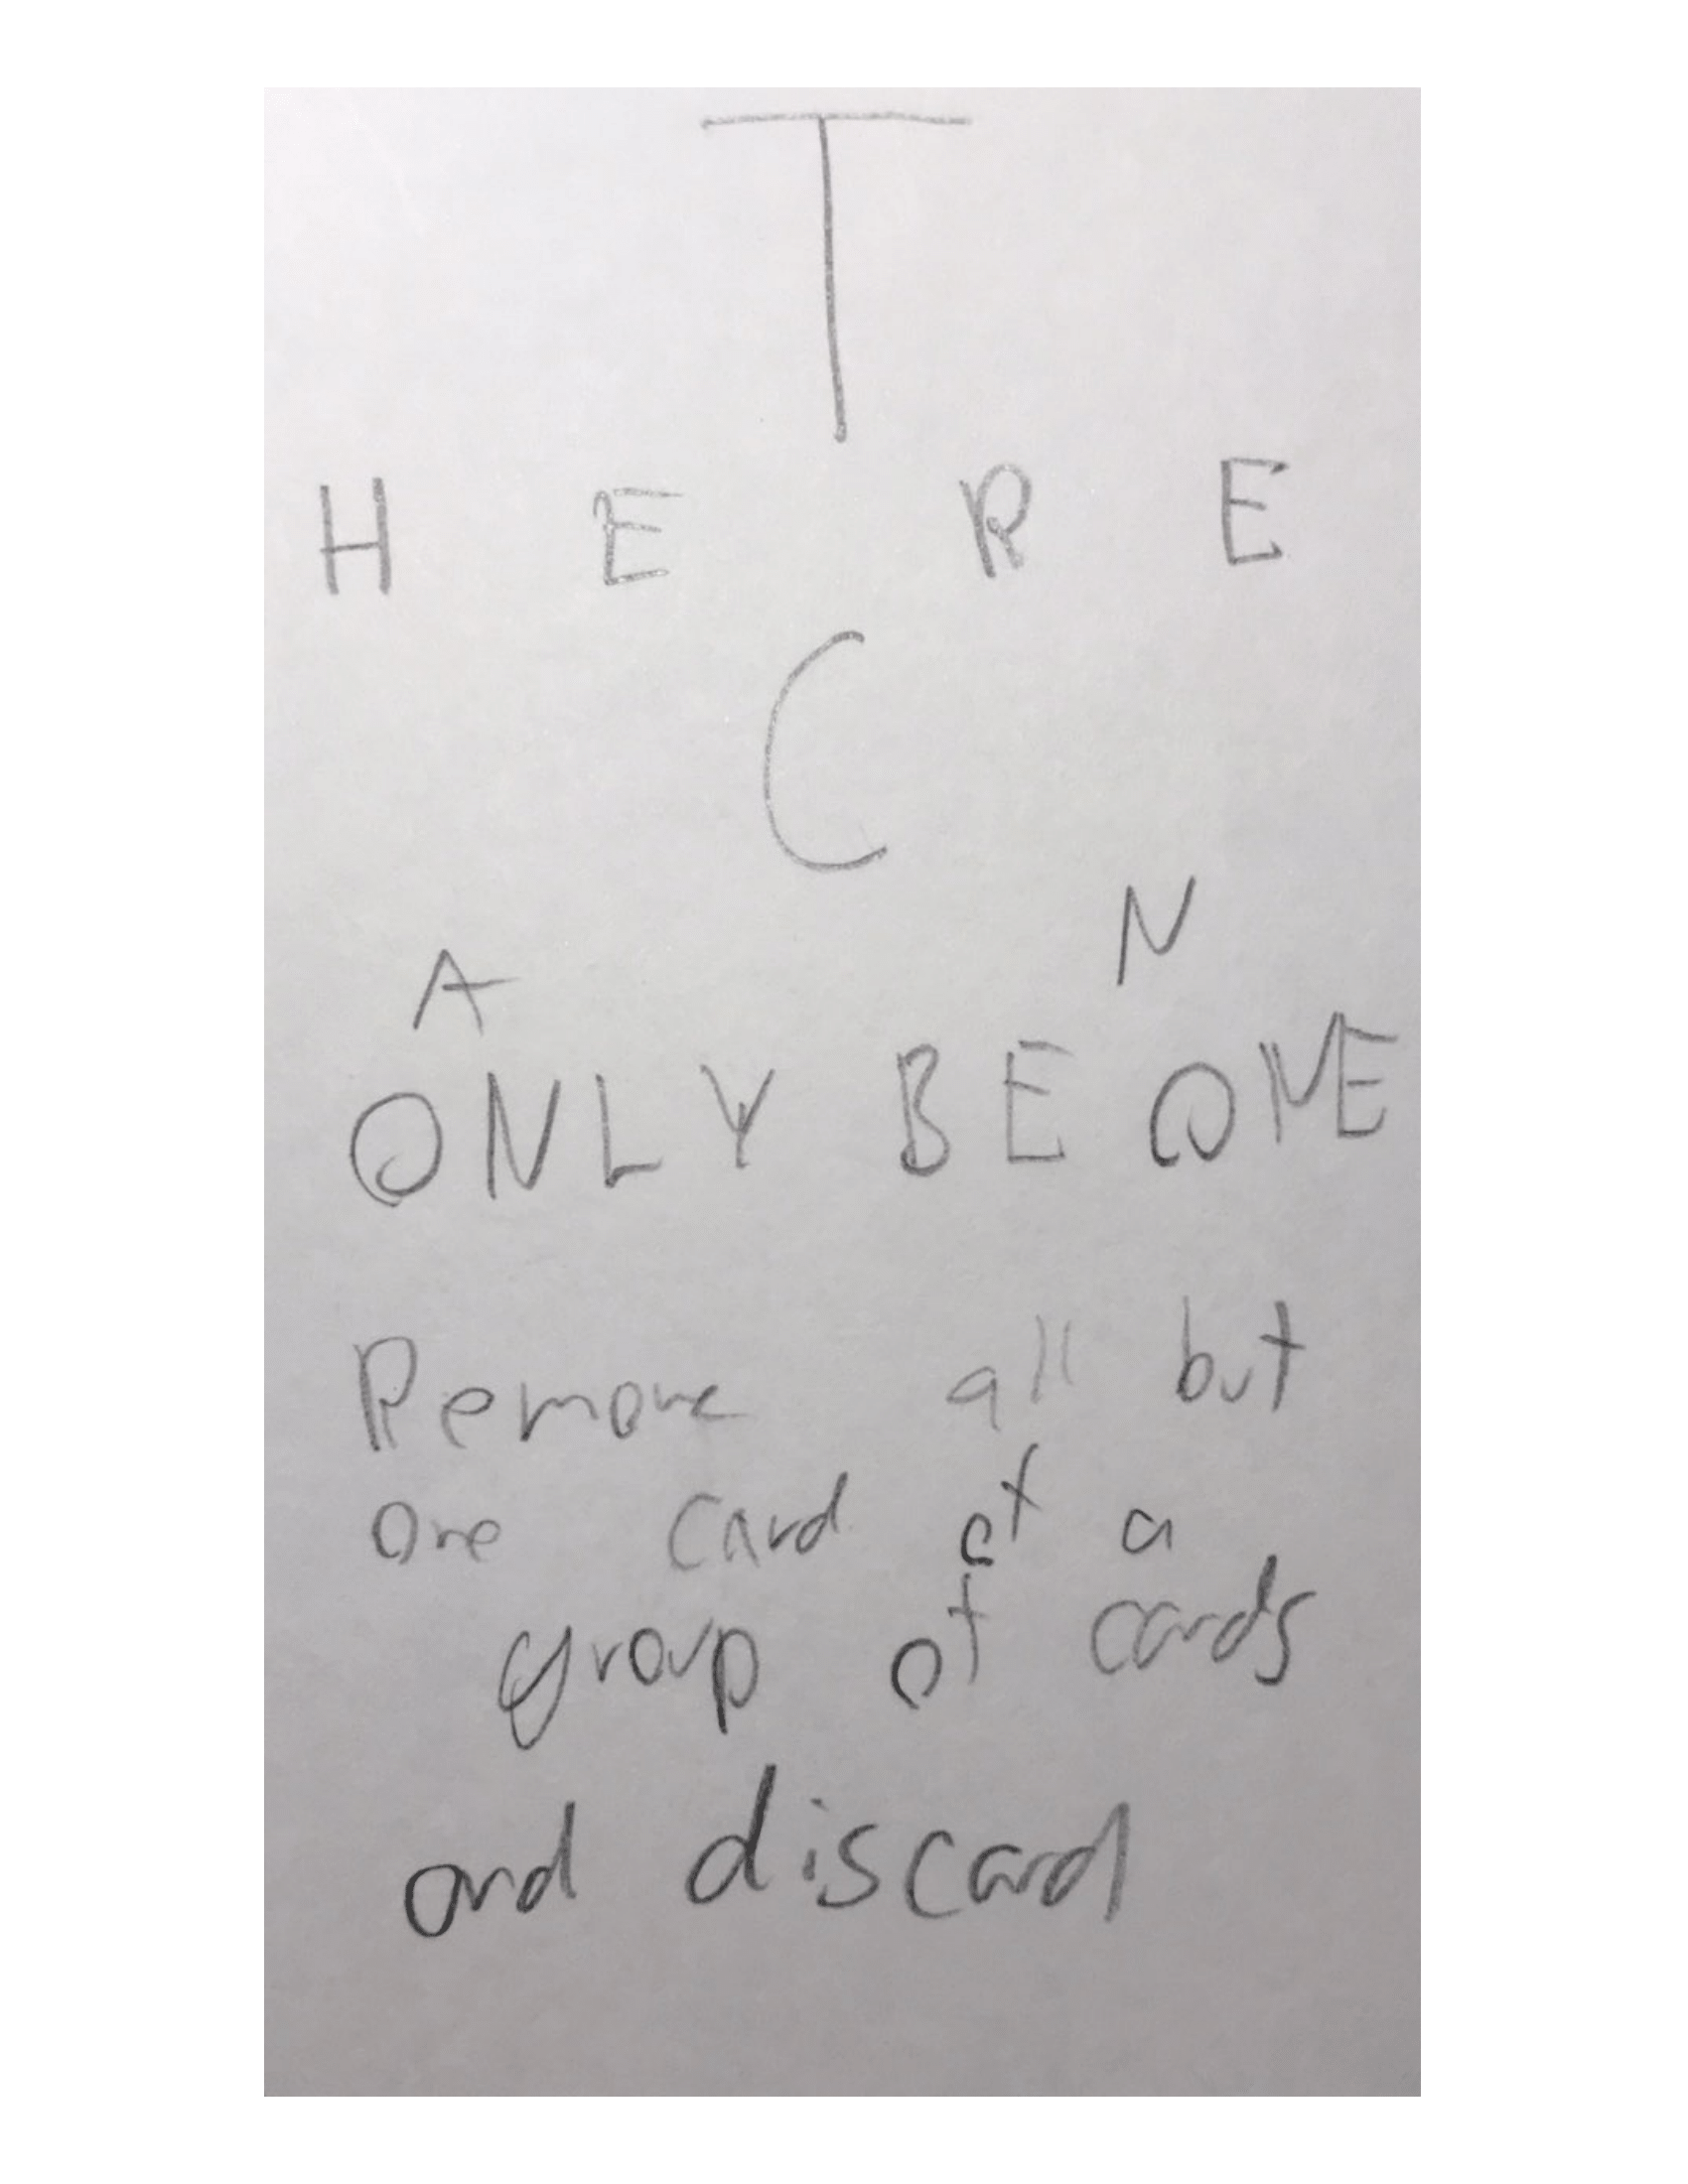 T
H E R E
C
A N
ONLY BE ONE
Remove all but
one card of a
group of cards
and discard